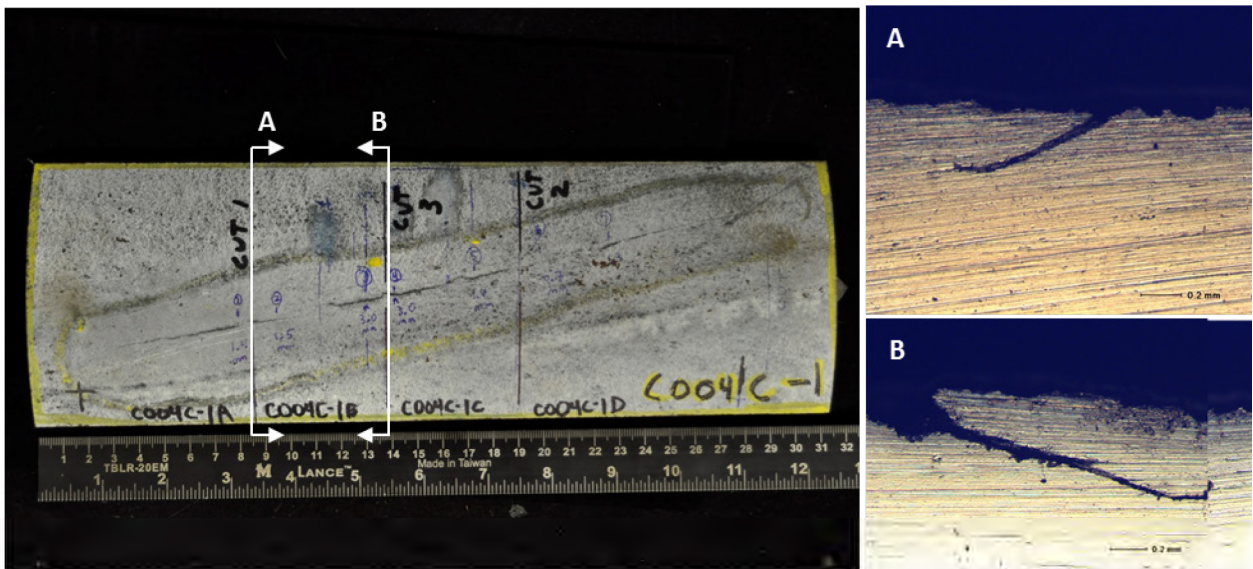 A
B
CUT 1
CUT
3
CUT
2
C004C-1A
C004C-1B
C004C-1C
C004C-1D
C004/C-1
1 2 3 4 5 6 7 8 9 10 11 12 13 14 15 16 17 18 19 20 21 22 23 24 25 26 27 28 29 30 31 32
TBLR-20EM
M LANCE™
Made in Taiwan
1 2 3 4 5 6 7 8 9 10 11 12
A
0.2 mm
B
0.2 mm